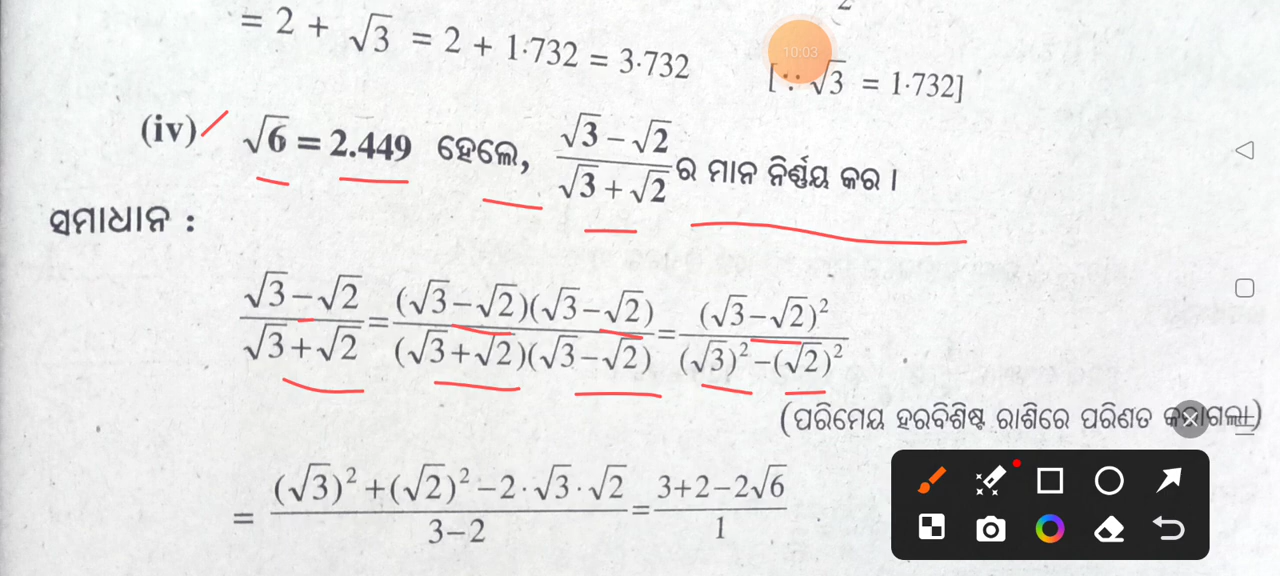 = 2 + √3 = 2 + 1·732 = 3·732 [∵ √3 = 1·732]
10:03
(iv) √6 = 2.449 ହେଲେ, (√3 − √2)/(√3 + √2) ର ମାନ ନିର୍ଣ୍ଣୟ କର ।
ସମାଧାନ :
(√3−√2)/(√3+√2) = (√3−√2)(√3−√2)/(√3+√2)(√3−√2) = (√3−√2)²/(√3)²−(√2)²
(ପରିମେୟ ହରବିଶିଷ୍ଟ ରାଶିରେ ପରିଣତ
= (√3)²+(√2)²−2·√3·√2/3−2 = 3+2−2√6/1